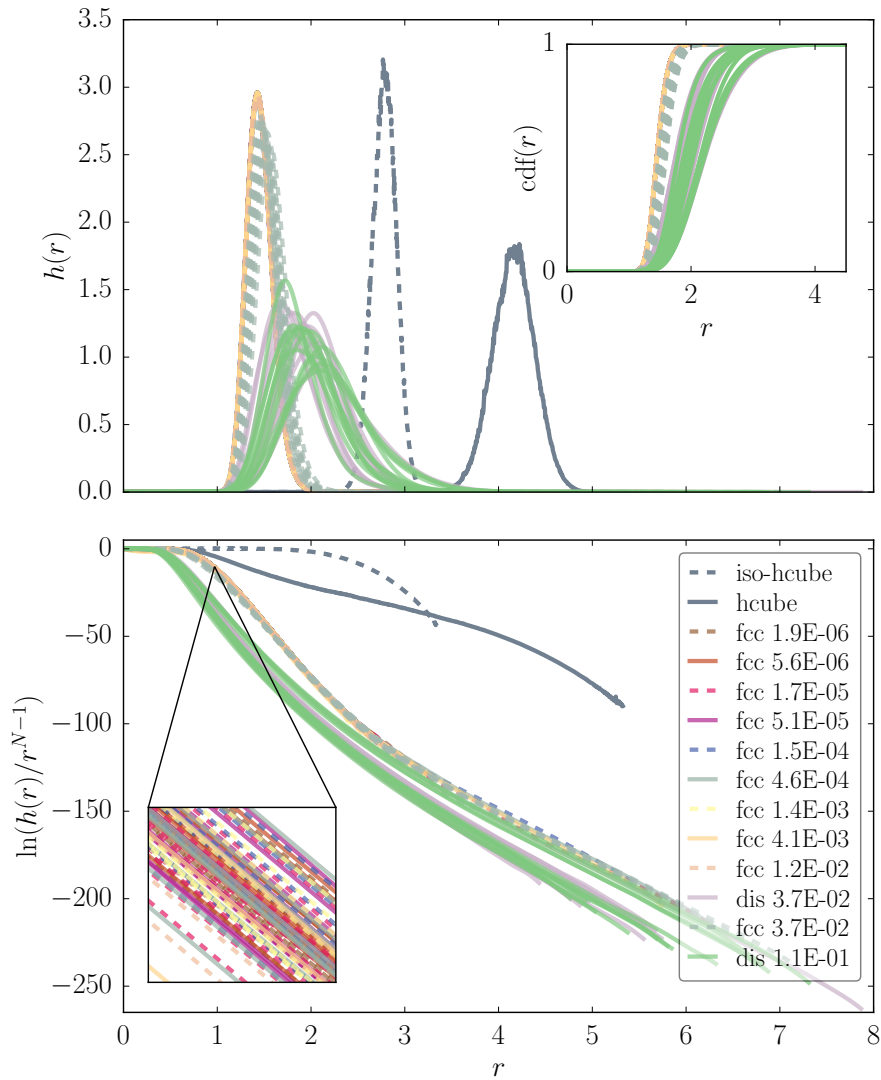 3.5
3.0
2.5
2.0
1.5
1.0
0.5
0.0
h(r)
1
0
cdf(r)
0 2 4
r
0
−50
−100
−150
−200
−250
ln(h(r)/r^{N−1})
iso-hcube
hcube
fcc 1.9E-06
fcc 5.6E-06
fcc 1.7E-05
fcc 5.1E-05
fcc 1.5E-04
fcc 4.6E-04
fcc 1.4E-03
fcc 4.1E-03
fcc 1.2E-02
dis 3.7E-02
fcc 3.7E-02
dis 1.1E-01
0 1 2 3 4 5 6 7 8
r